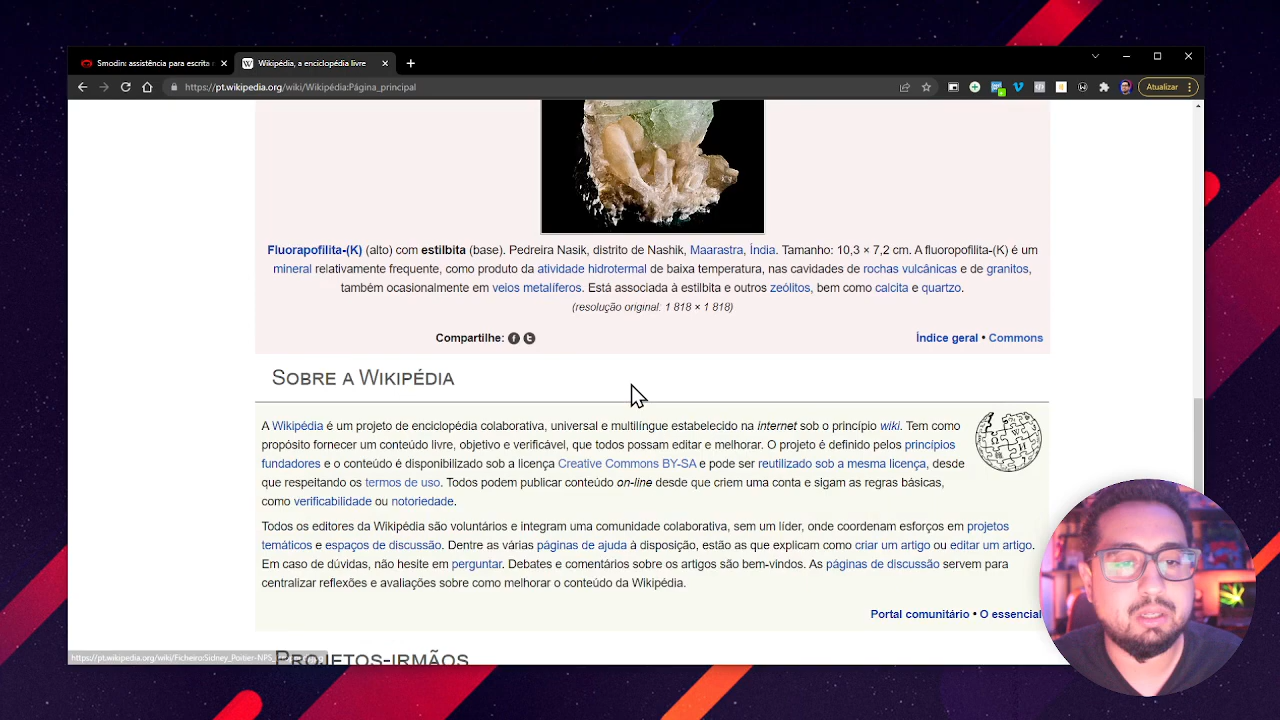 Smodin: assistência para escrita
Wikipédia, a enciclopédia livre
https://pt.wikipedia.org/wiki/Wikipédia:Página_principal
Atualizar
Fluorapofilita-(K) (alto) com estilbita (base). Pedreira Nasik, distrito de Nashik, Maarastra, Índia. Tamanho: 10,3 × 7,2 cm. A fluoropofilita-(K) é um
mineral relativamente frequente, como produto da atividade hidrotermal de baixa temperatura, nas cavidades de rochas vulcânicas e de granitos,
também ocasionalmente em veios metalíferos. Está associada à estilbita e outros zeólitos, bem como calcita e quartzo.
(resolução original: 1 818 × 1 818)
Compartilhe:
Índice geral • Commons
Sobre a Wikipédia
A Wikipédia é um projeto de enciclopédia colaborativa, universal e multilíngue estabelecido na internet sob o princípio wiki. Tem como
propósito fornecer um conteúdo livre, objetivo e verificável, que todos possam editar e melhorar. O projeto é definido pelos princípios
fundadores e o conteúdo é disponibilizado sob a licença Creative Commons BY-SA e pode ser reutilizado sob a mesma licença, desde
que respeitando os termos de uso. Todos podem publicar conteúdo on-line desde que criem uma conta e sigam as regras básicas,
como verificabilidade ou notoriedade.
Todos os editores da Wikipédia são voluntários e integram uma comunidade colaborativa, sem um líder, onde coordenam esforços em projetos
temáticos e espaços de discussão. Dentre as várias páginas de ajuda à disposição, estão as que explicam como criar um artigo ou editar um artigo.
Em caso de dúvidas, não hesite em perguntar. Debates e comentários sobre os artigos são bem-vindos. As páginas de discussão servem para
centralizar reflexões e avaliações sobre como melhorar o conteúdo da Wikipédia.
Portal comunitário • O essencial
Projetos-irmãos
https://pt.wikipedia.org/wiki/Ficheiro:Sidney_Poitier-NPS